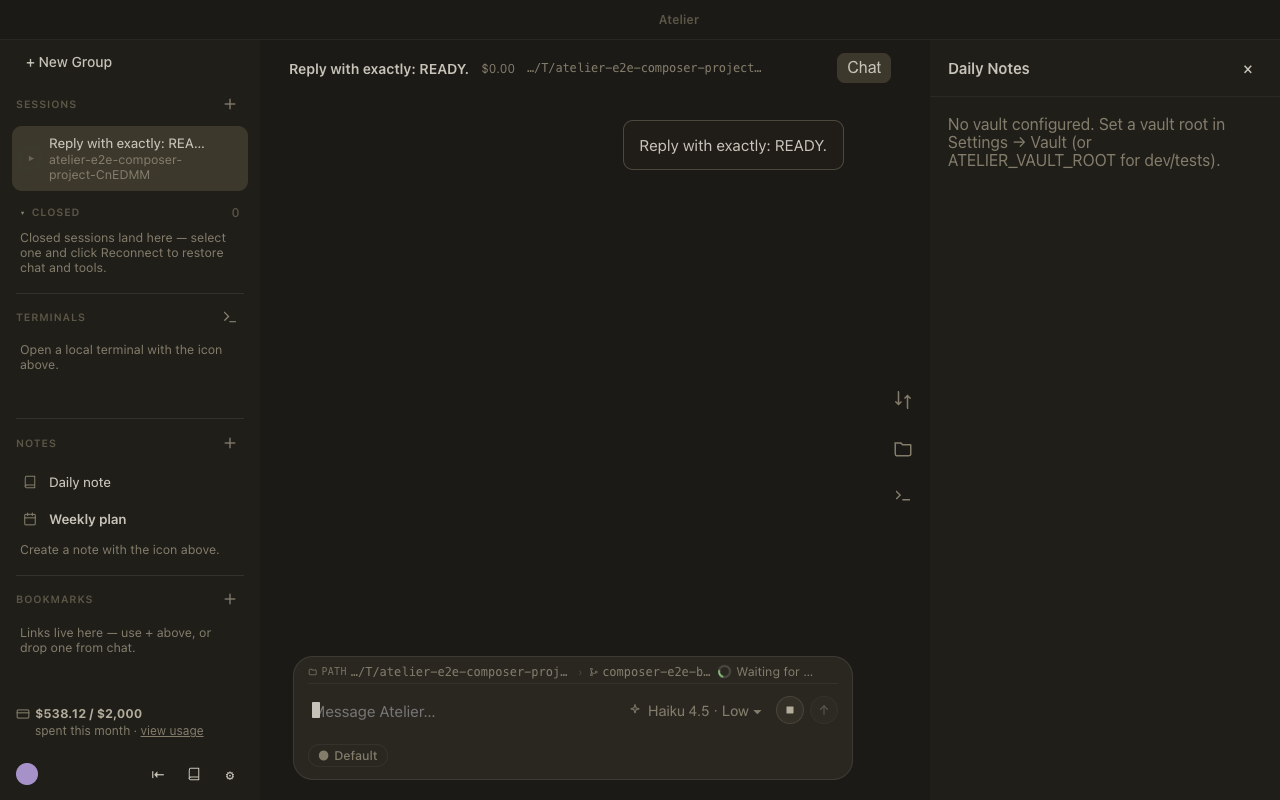 Atelier
+ New Group
SESSIONS
Reply with exactly: REA...
atelier-e2e-composer-
project-CnEDMM
CLOSED 0
Closed sessions land here — select
one and click Reconnect to restore
chat and tools.
TERMINALS
Open a local terminal with the icon
above.
NOTES
Daily note
Weekly plan
Create a note with the icon above.
BOOKMARKS
Links live here — use + above, or
drop one from chat.
$538.12 / $2,000
spent this month · view usage
Reply with exactly: READY. $0.00 …/T/atelier-e2e-composer-project… Chat
Reply with exactly: READY.
PATH …/T/atelier-e2e-composer-proj… › composer-e2e-b… Waiting for ...
Message Atelier... Haiku 4.5 · Low
Default
Daily Notes ×
No vault configured. Set a vault root in
Settings → Vault (or
ATELIER_VAULT_ROOT for dev/tests).